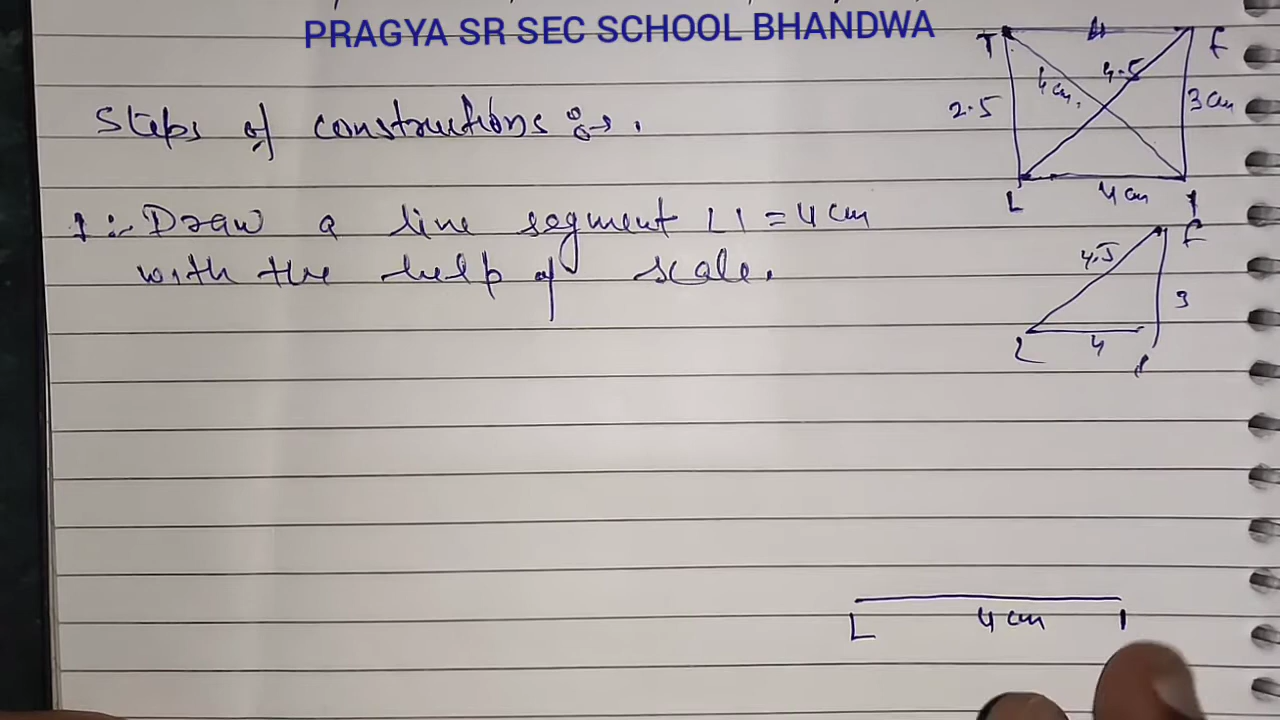 PRAGYA SR SEC SCHOOL BHANDWA
Steps of constructions :→ .
1 :- Draw a line segment LI = 4 cm
with the help of scale.
T
F
4 cm.
4.5
2.5
3 cm
L
4 cm
I
4.5
F
3
L
4
I
L
4 cm
I